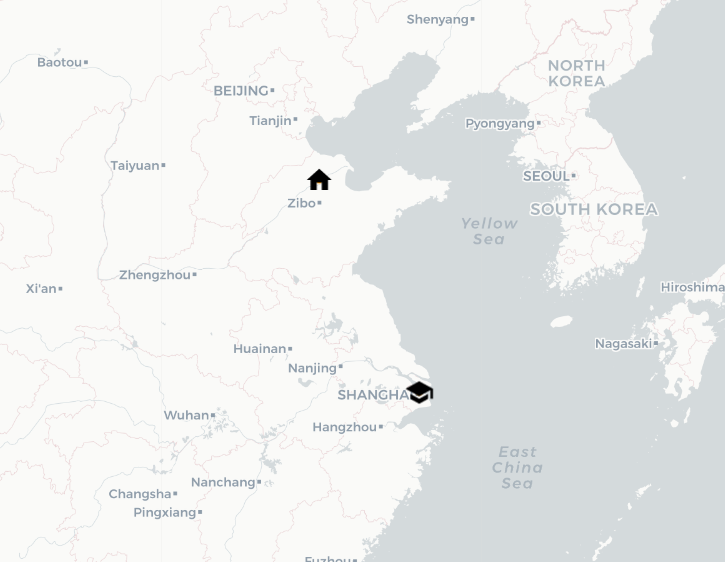 Shenyang
Baotou
NORTH
KOREA
BEIJING
Tianjin
Pyongyang
Taiyuan
SEOUL
Zibo
SOUTH KOREA
Yellow
Sea
Zhengzhou
Xi'an
Hiroshima
Nagasaki
Huainan
Nanjing
SHANGHA
Wuhan
Hangzhou
East
China
Sea
Nanchang
Changsha
Pingxiang
Fuzhou